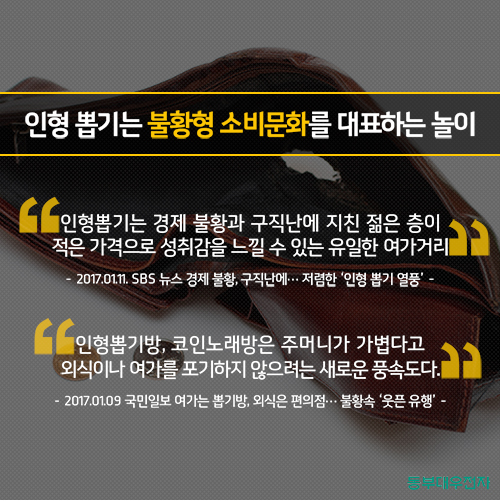 인형 뽑기는 불황형 소비문화를 대표하는 놀이
“인형뽑기는 경제 불황과 구직난에 지친 젊은 층이
적은 가격으로 성취감을 느낄 수 있는 유일한 여가거리”
- 2017.01.11. SBS 뉴스 경제 불황, 구직난에… 저렴한 ‘인형 뽑기 열풍’ -
“인형뽑기방, 코인노래방은 주머니가 가볍다고
외식이나 여가를 포기하지 않으려는 새로운 풍속도다.”
- 2017.01.09 국민일보 여가는 뽑기방, 외식은 편의점… 불황속 ‘웃픈 유행’ -
동부대우전자